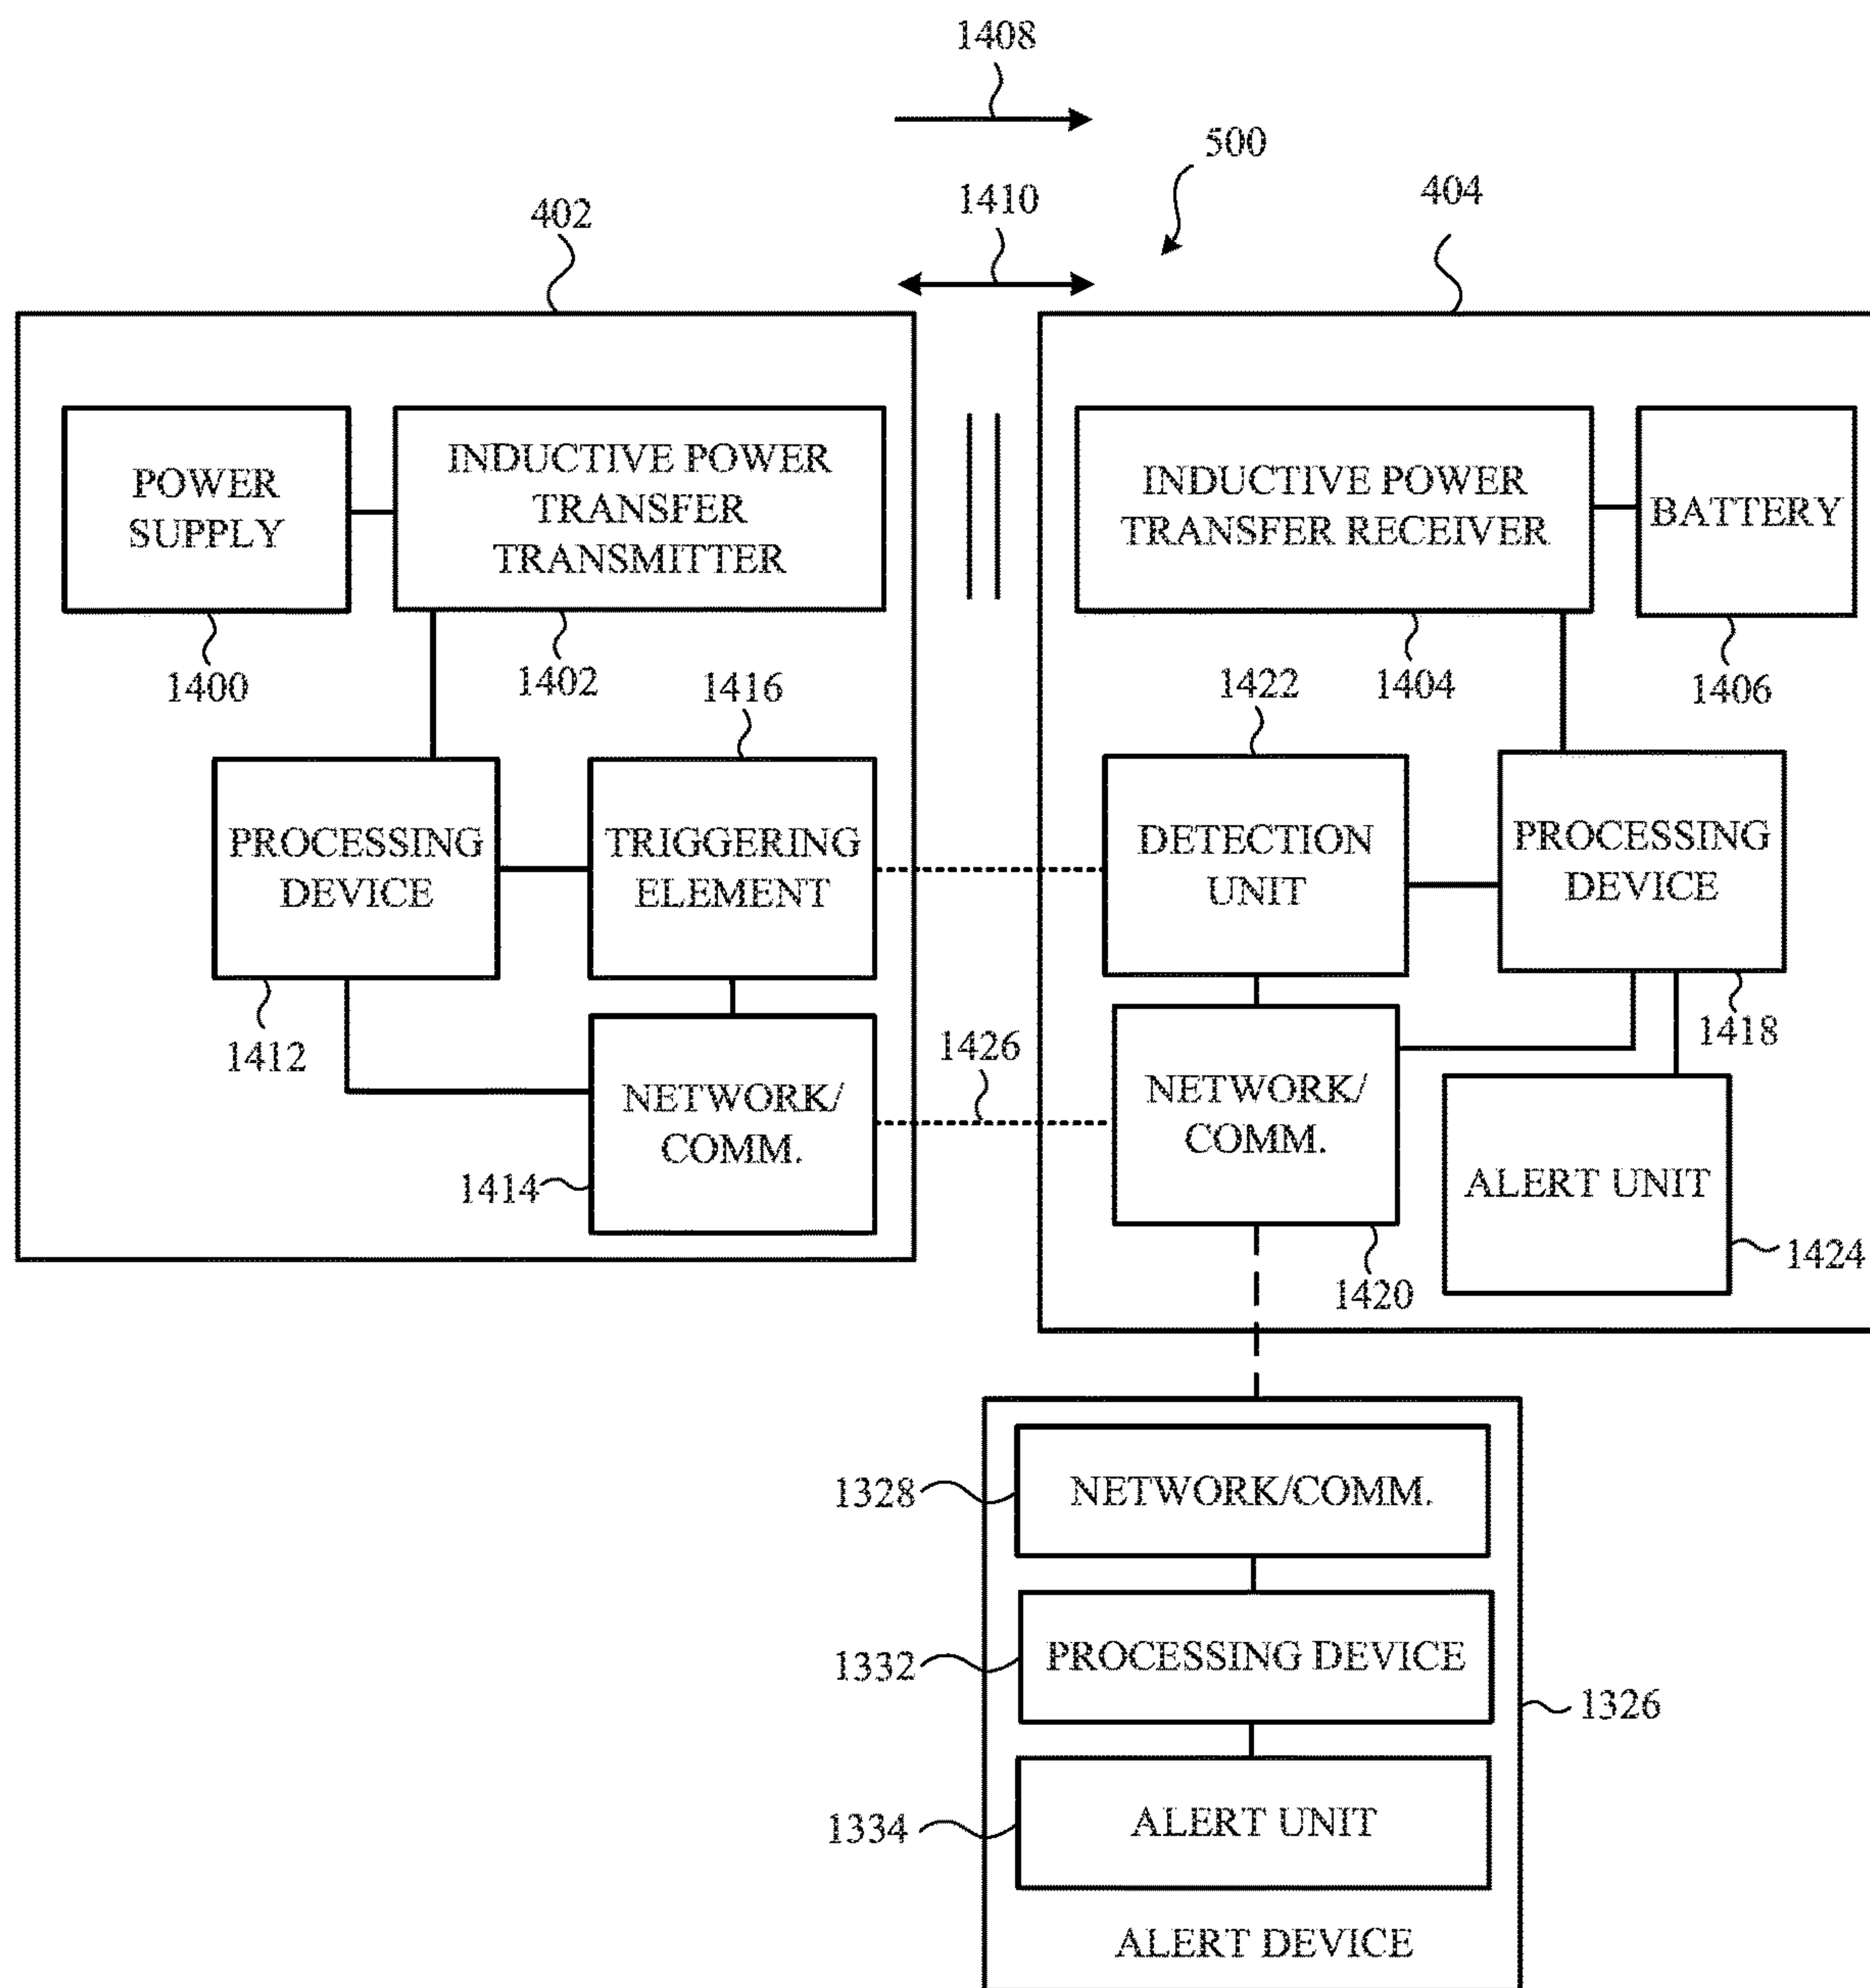 1408
500
1410
402
404
POWER
SUPPLY
INDUCTIVE POWER
TRANSFER
TRANSMITTER
INDUCTIVE POWER
TRANSFER RECEIVER
BATTERY
1400
1402
1416
1422
1404
1406
PROCESSING
DEVICE
TRIGGERING
ELEMENT
DETECTION
UNIT
PROCESSING
DEVICE
1412
1426
1418
NETWORK/
COMM.
1414
NETWORK/
COMM.
ALERT UNIT
1420
1424
1328
NETWORK/COMM.
1332
PROCESSING DEVICE
1326
1334
ALERT UNIT
ALERT DEVICE